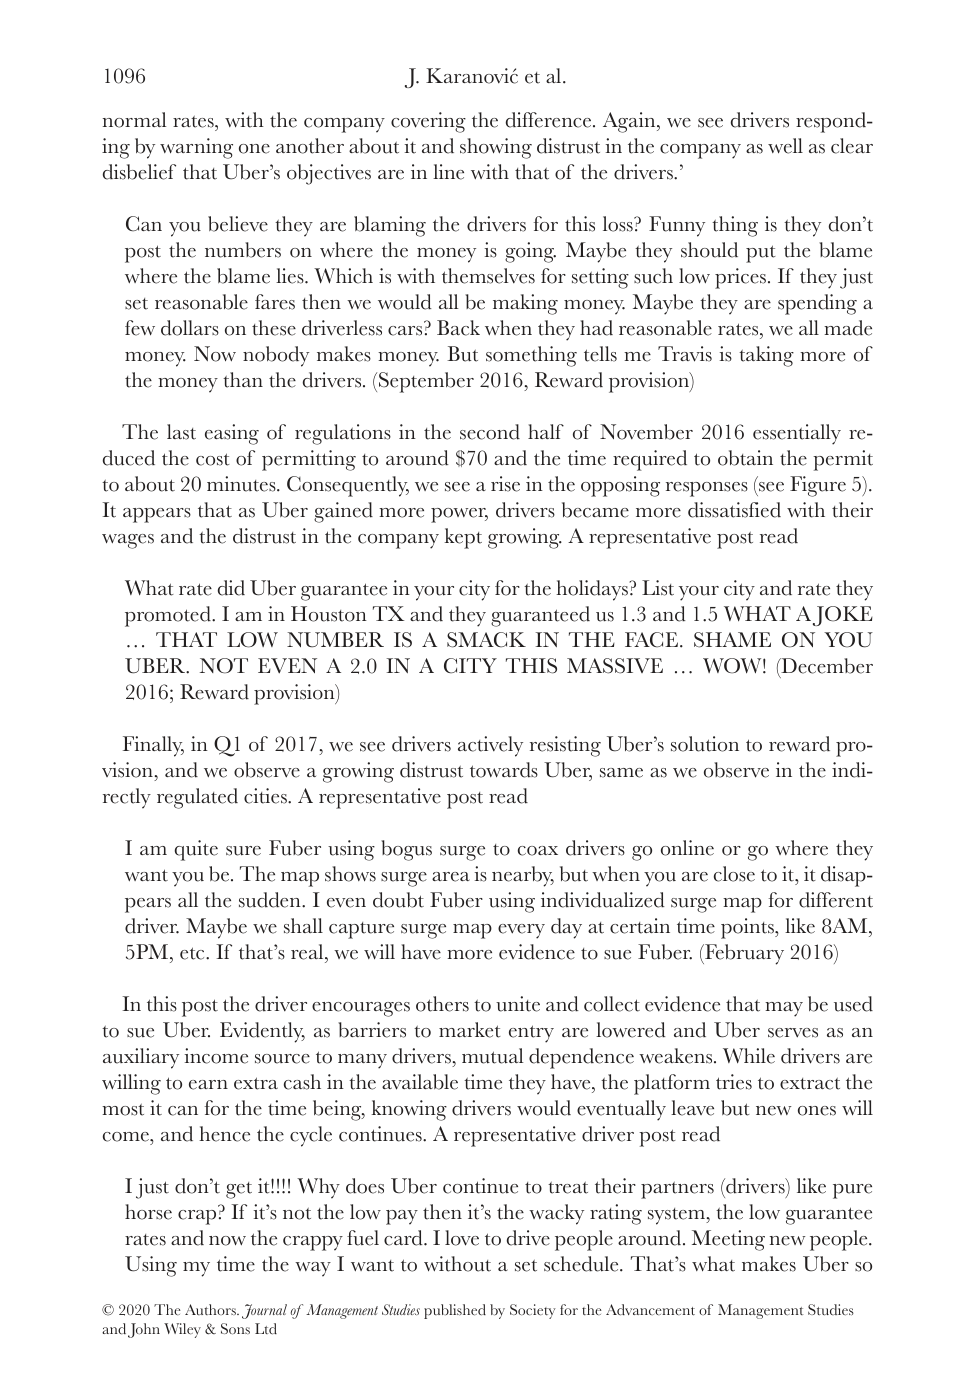 1096
J. Karanović et al.
normal rates, with the company covering the difference. Again, we see drivers respond-
ing by warning one another about it and showing distrust in the company as well as clear
disbelief that Uber’s objectives are in line with that of the drivers.’
Can you believe they are blaming the drivers for this loss? Funny thing is they don’t
post the numbers on where the money is going. Maybe they should put the blame
where the blame lies. Which is with themselves for setting such low prices. If they just
set reasonable fares then we would all be making money. Maybe they are spending a
few dollars on these driverless cars? Back when they had reasonable rates, we all made
money. Now nobody makes money. But something tells me Travis is taking more of
the money than the drivers. (September 2016, Reward provision)
The last easing of regulations in the second half of November 2016 essentially re-
duced the cost of permitting to around $70 and the time required to obtain the permit
to about 20 minutes. Consequently, we see a rise in the opposing responses (see Figure 5).
It appears that as Uber gained more power, drivers became more dissatisfied with their
wages and the distrust in the company kept growing. A representative post read
What rate did Uber guarantee in your city for the holidays? List your city and rate they
promoted. I am in Houston TX and they guaranteed us 1.3 and 1.5 WHAT A JOKE
… THAT LOW NUMBER IS A SMACK IN THE FACE. SHAME ON YOU
UBER. NOT EVEN A 2.0 IN A CITY THIS MASSIVE … WOW! (December
2016; Reward provision)
Finally, in Q1 of 2017, we see drivers actively resisting Uber’s solution to reward pro-
vision, and we observe a growing distrust towards Uber, same as we observe in the indi-
rectly regulated cities. A representative post read
I am quite sure Fuber using bogus surge to coax drivers go online or go where they
want you be. The map shows surge area is nearby, but when you are close to it, it disap-
pears all the sudden. I even doubt Fuber using individualized surge map for different
driver. Maybe we shall capture surge map every day at certain time points, like 8AM,
5PM, etc. If that’s real, we will have more evidence to sue Fuber. (February 2016)
In this post the driver encourages others to unite and collect evidence that may be used
to sue Uber. Evidently, as barriers to market entry are lowered and Uber serves as an
auxiliary income source to many drivers, mutual dependence weakens. While drivers are
willing to earn extra cash in the available time they have, the platform tries to extract the
most it can for the time being, knowing drivers would eventually leave but new ones will
come, and hence the cycle continues. A representative driver post read
I just don’t get it!!!! Why does Uber continue to treat their partners (drivers) like pure
horse crap? If it’s not the low pay then it’s the wacky rating system, the low guarantee
rates and now the crappy fuel card. I love to drive people around. Meeting new people.
Using my time the way I want to without a set schedule. That’s what makes Uber so
© 2020 The Authors. Journal of Management Studies published by Society for the Advancement of Management Studies
and John Wiley & Sons Ltd